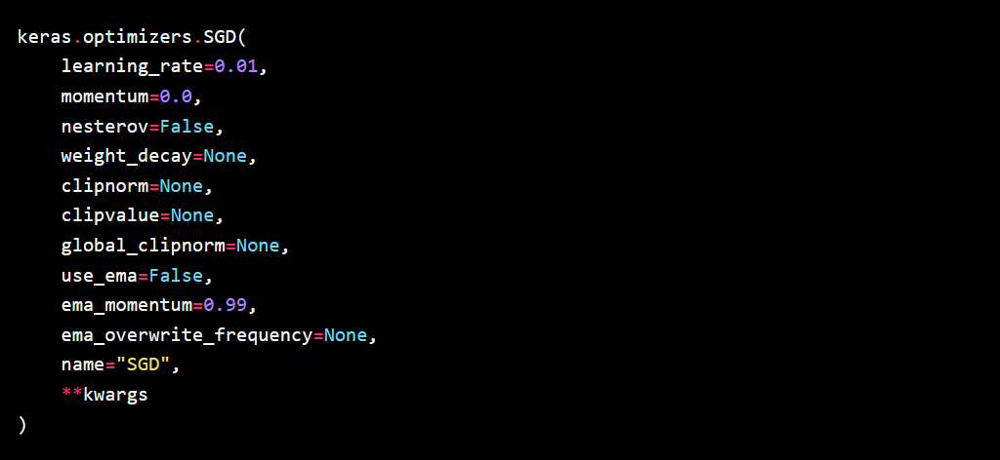 keras.optimizers.SGD(
    learning_rate=0.01,
    momentum=0.0,
    nesterov=False,
    weight_decay=None,
    clipnorm=None,
    clipvalue=None,
    global_clipnorm=None,
    use_ema=False,
    ema_momentum=0.99,
    ema_overwrite_frequency=None,
    name="SGD",
    **kwargs
)